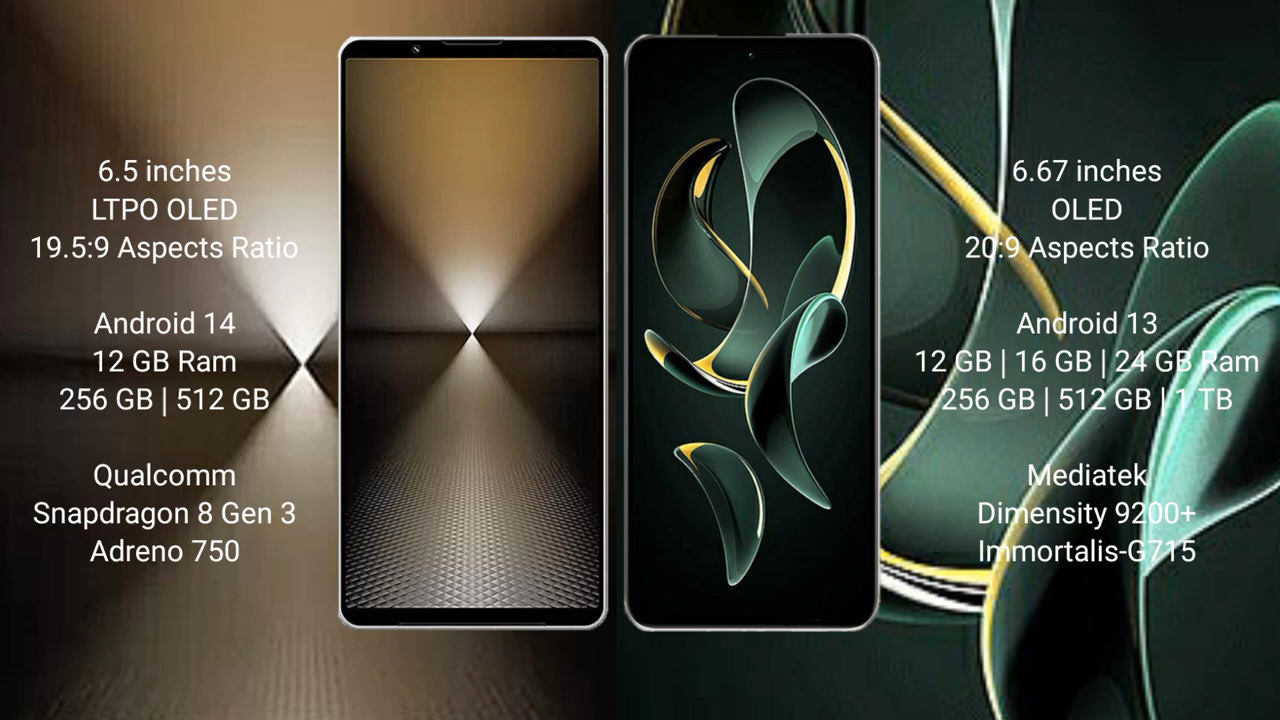 6.5 inches
LTPO OLED
19.5:9 Aspects Ratio
Android 14
12 GB Ram
256 GB | 512 GB
Qualcomm
Snapdragon 8 Gen 3
Adreno 750
6.67 inches
OLED
20:9 Aspects Ratio
Android 13
12 GB | 16 GB | 24 GB Ram
256 GB | 512 GB | 1 TB
Mediatek
Dimensity 9200+
Immortalis-G715